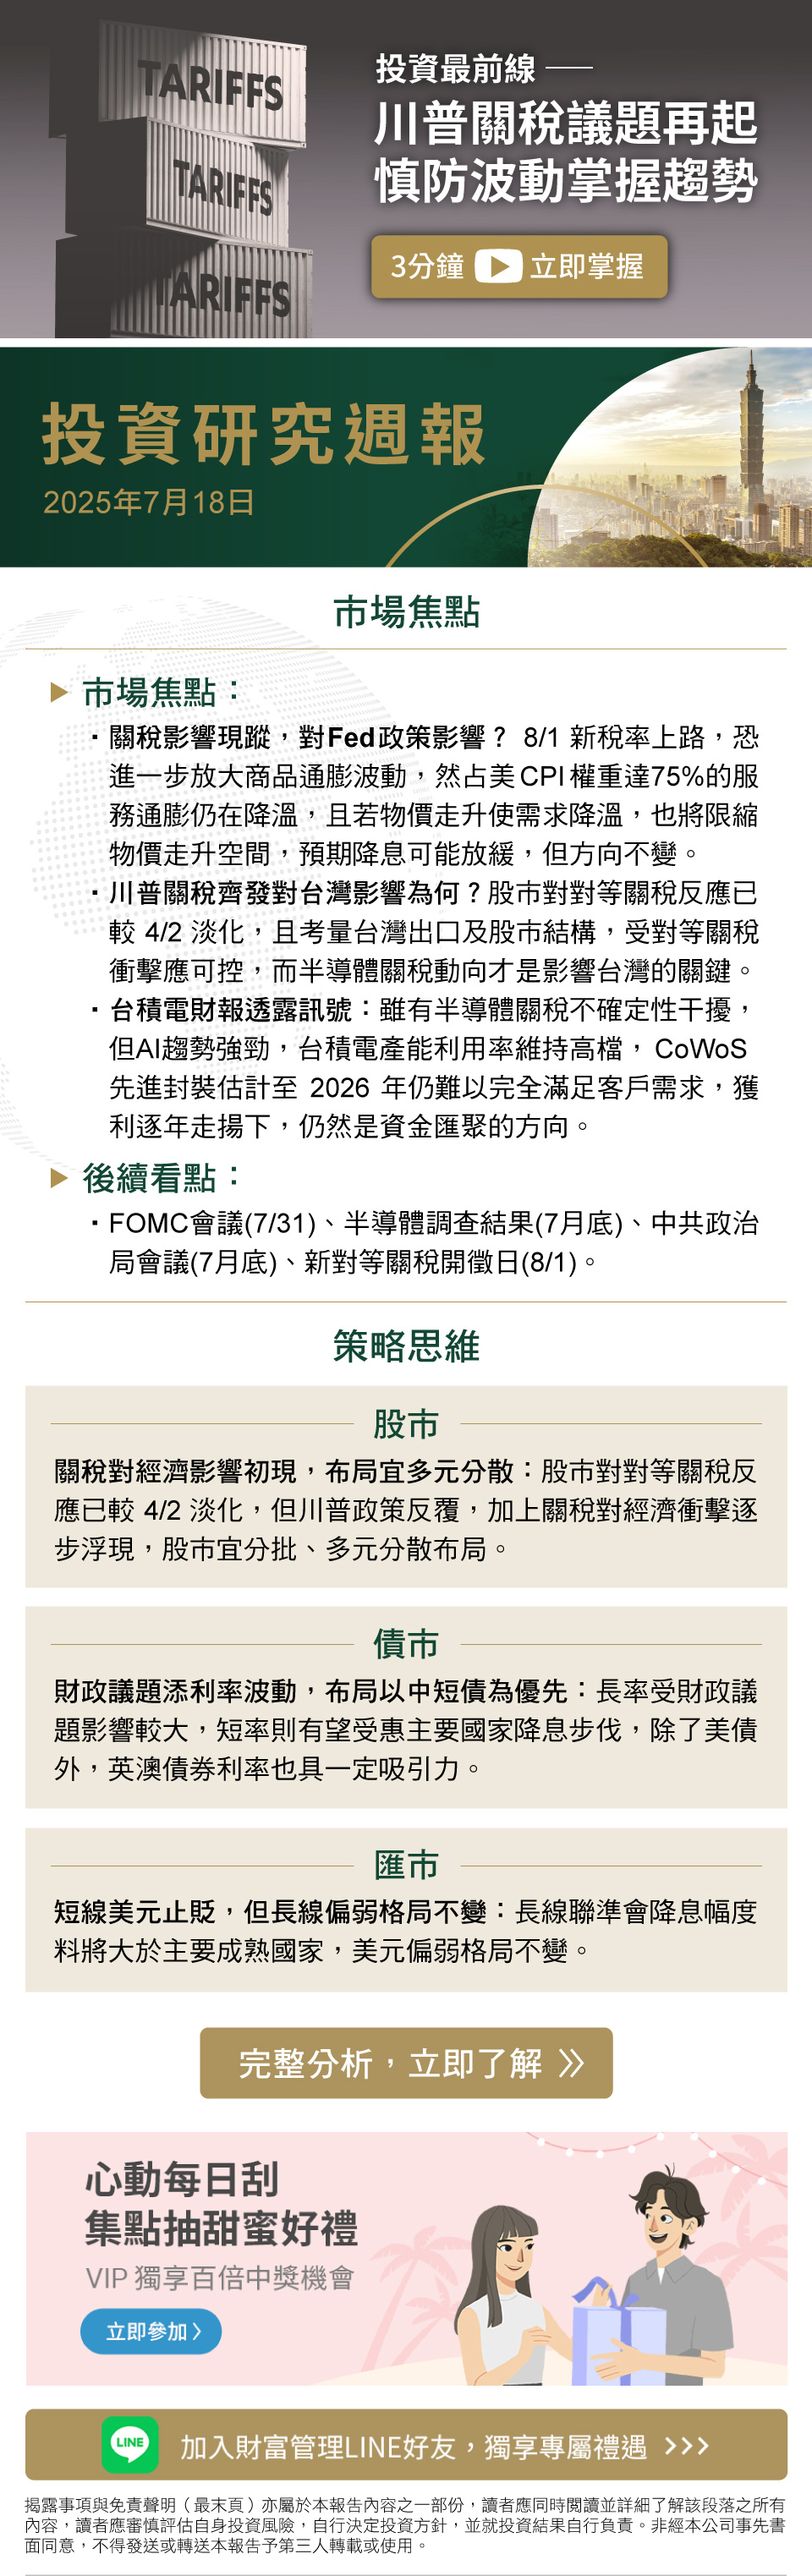 TARIFFS
TARIFFS
TARIFFS
投資最前線
川普關稅議題再起
慎防波動掌握趨勢
3分鐘 立即掌握
投資研究週報
2025年7月18日
市場焦點
市場焦點：
▪ 關稅影響現蹤，對Fed政策影響？ 8/1 新稅率上路，恐
進一步放大商品通膨波動，然占美CPI權重達75%的服
務通膨仍在降溫，且若物價走升使需求降溫，也將限縮
物價走升空間，預期降息可能放緩，但方向不變。
▪ 川普關稅齊發對台灣影響為何？股市對對等關稅反應已
較 4/2 淡化，且考量台灣出口及股市結構，受對等關稅
衝擊應可控，而半導體關稅動向才是影響台灣的關鍵。
▪ 台積電財報透露訊號：雖有半導體關稅不確定性干擾，
但AI趨勢強勁，台積電產能利用率維持高檔， CoWoS
先進封裝估計至 2026 年仍難以完全滿足客戶需求，獲
利逐年走揚下，仍然是資金匯聚的方向。
後續看點：
▪ FOMC會議(7/31)、半導體調查結果(7月底)、中共政治
局會議(7月底)、新對等關稅開徵日(8/1)。
策略思維
股市
關稅對經濟影響初現，布局宜多元分散：股市對對等關稅反
應已較 4/2 淡化，但川普政策反覆，加上關稅對經濟衝擊逐
步浮現，股市宜分批、多元分散布局。
債市
財政議題添利率波動，布局以中短債為優先：長率受財政議
題影響較大，短率則有望受惠主要國家降息步伐，除了美債
外，英澳債券利率也具一定吸引力。
匯市
短線美元止貶，但長線偏弱格局不變：長線聯準會降息幅度
料將大於主要成熟國家，美元偏弱格局不變。
完整分析，立即了解
心動每日刮
集點抽甜蜜好禮
VIP 獨享百倍中獎機會
立即參加
LINE 加入財富管理LINE好友，獨享專屬禮遇
揭露事項與免責聲明（最末頁）亦屬於本報告內容之一部份，讀者應同時閱讀並詳細了解該段落之所有
內容，讀者應審慎評估自身投資風險，自行決定投資方針，並就投資結果自行負責。非經本公司事先書
面同意，不得發送或轉送本報告予第三人轉載或使用。